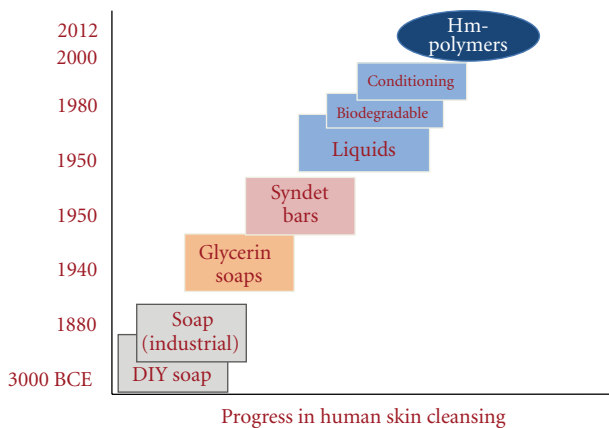 2012
2000
1980
1950
1950
1940
1880
3000 BCE
Hm-
polymers
Conditioning
Biodegradable
Liquids
Syndet
bars
Glycerin
soaps
Soap
(industrial)
DIY soap
Progress in human skin cleansing